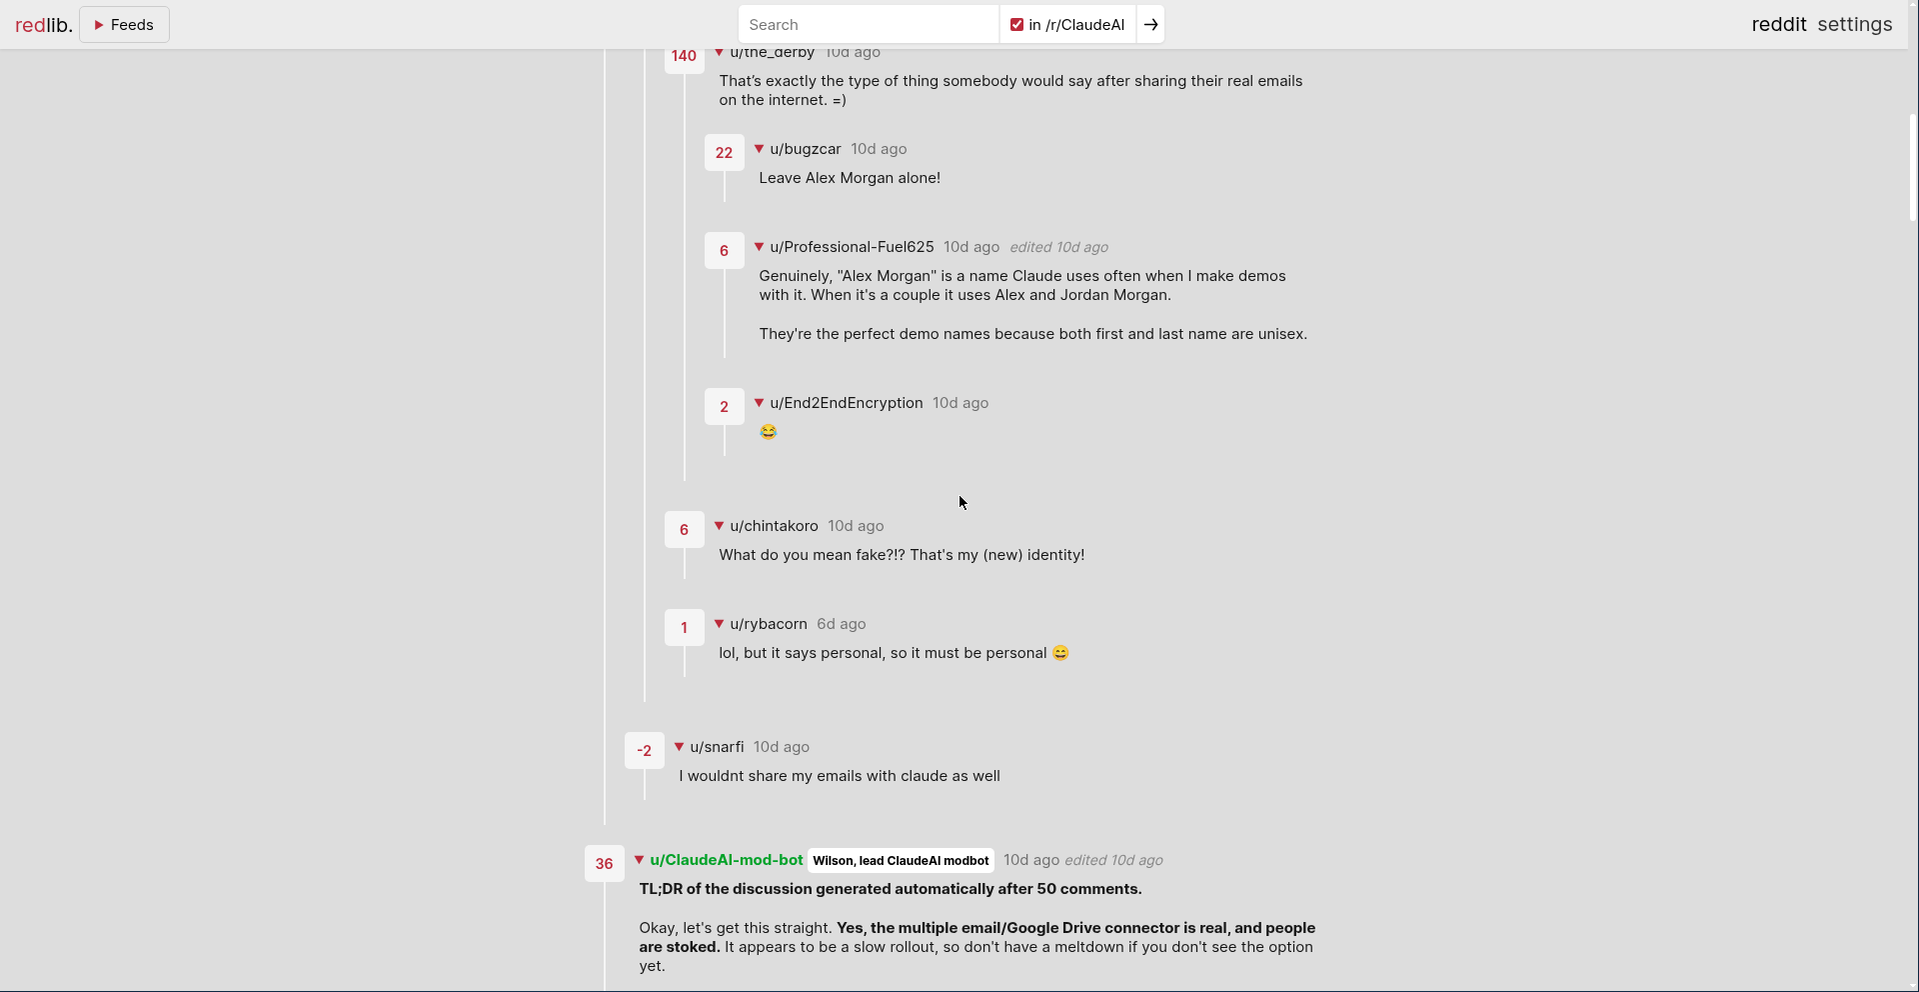 redlib.
Feeds
Search
in /r/ClaudeAI
→
reddit settings
140
u/the_derby 10d ago
That's exactly the type of thing somebody would say after sharing their real emails
on the internet. =)
22
u/bugzcar 10d ago
Leave Alex Morgan alone!
6
u/Professional-Fuel625 10d ago edited 10d ago
Genuinely, "Alex Morgan" is a name Claude uses often when I make demos
with it. When it's a couple it uses Alex and Jordan Morgan.
They're the perfect demo names because both first and last name are unisex.
2
u/End2EndEncryption 10d ago
😂
6
u/chintakoro 10d ago
What do you mean fake?!? That's my (new) identity!
1
u/rybacorn 6d ago
lol, but it says personal, so it must be personal 😄
-2
u/snarfi 10d ago
I wouldnt share my emails with claude as well
36
u/ClaudeAI-mod-bot Wilson, lead ClaudeAI modbot 10d ago edited 10d ago
TL;DR of the discussion generated automatically after 50 comments.
Okay, let's get this straight. Yes, the multiple email/Google Drive connector is real, and people
are stoked. It appears to be a slow rollout, so don't have a meltdown if you don't see the option
yet.